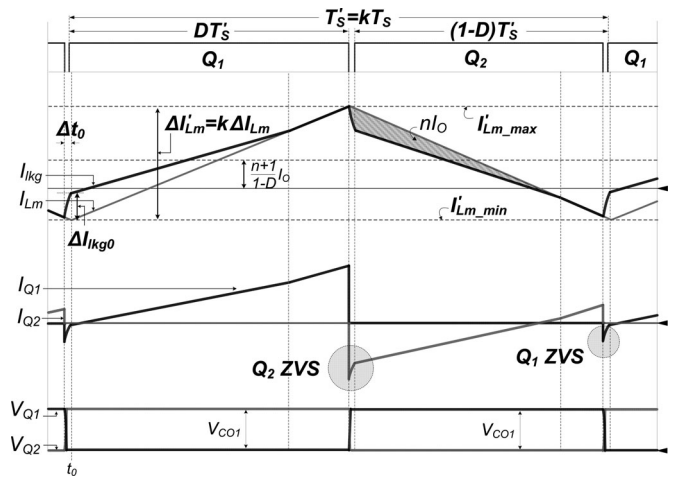 T'S=kTS
DT'S
(1-D)T'S
Q1
Q2
Q1
Δt0
ΔI'Lm=kΔILm
nIO
I'Lm_max
Ilkg
n+1
1-D IO
ILm
I'Lm_min
ΔIlkg0
IQ1
IQ2
Q2 ZVS
Q1 ZVS
VQ1
VCO1
VCO1
VQ2
t0